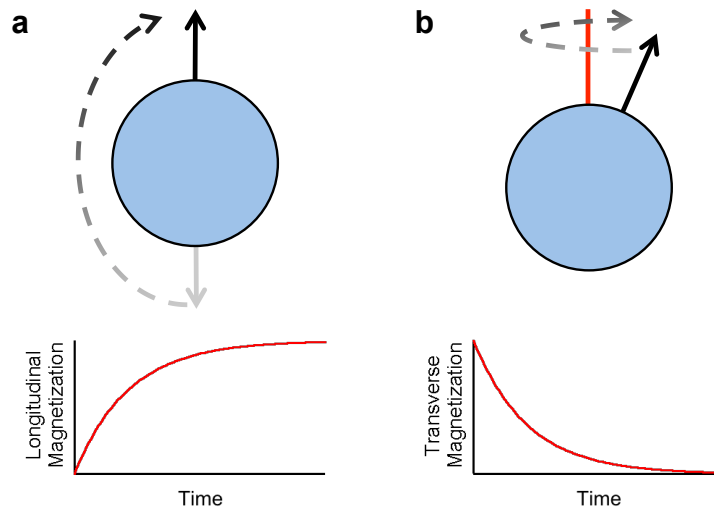 a
b
Longitudinal
Magnetization
Time
Transverse
Magnetization
Time